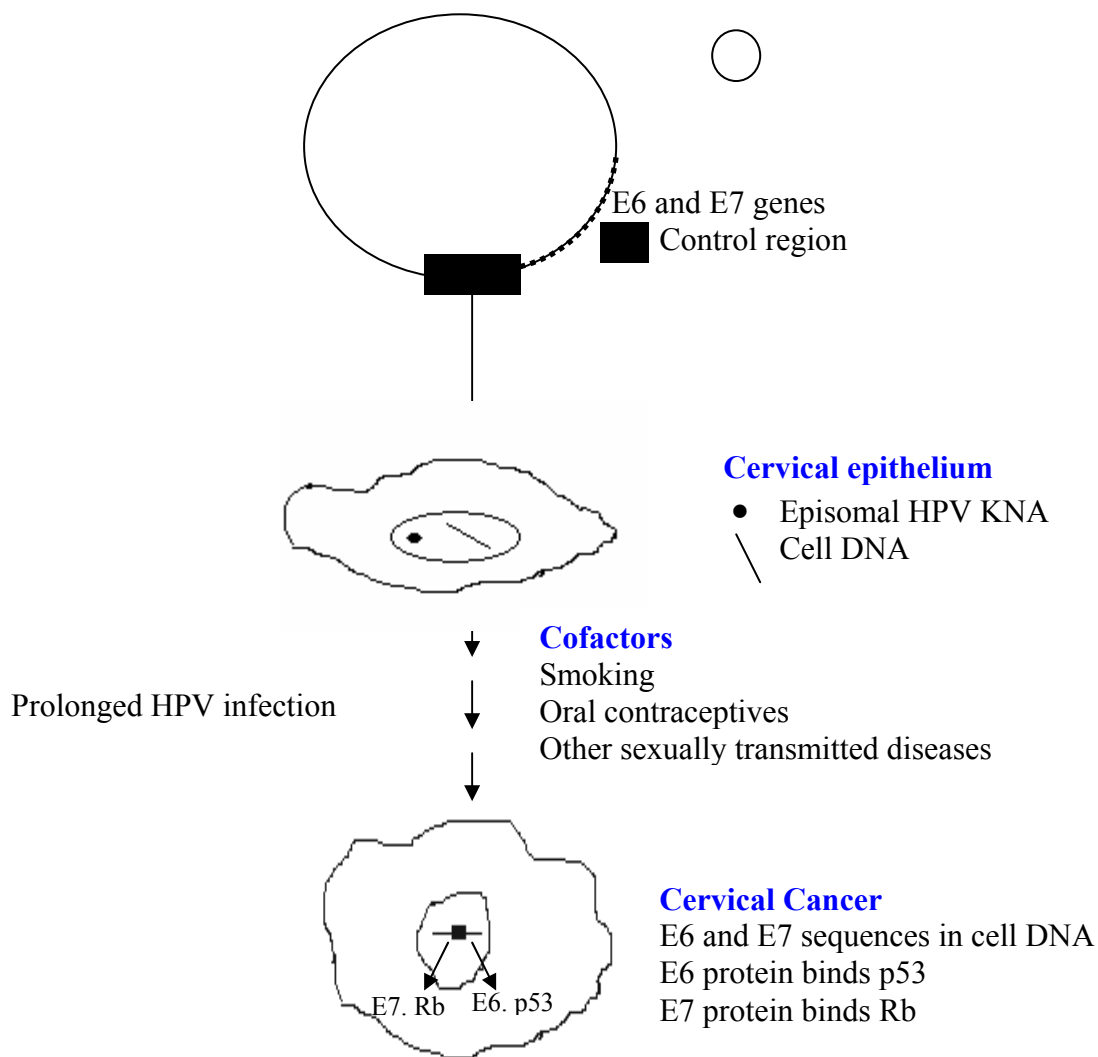 E6 and E7 genes
Control region
Cervical epithelium
• Episomal HPV KNA
Cell DNA
Cofactors
Smoking
Oral contraceptives
Other sexually transmitted diseases
Prolonged HPV infection
E7. Rb
E6. p53
Cervical Cancer
E6 and E7 sequences in cell DNA
E6 protein binds p53
E7 protein binds Rb